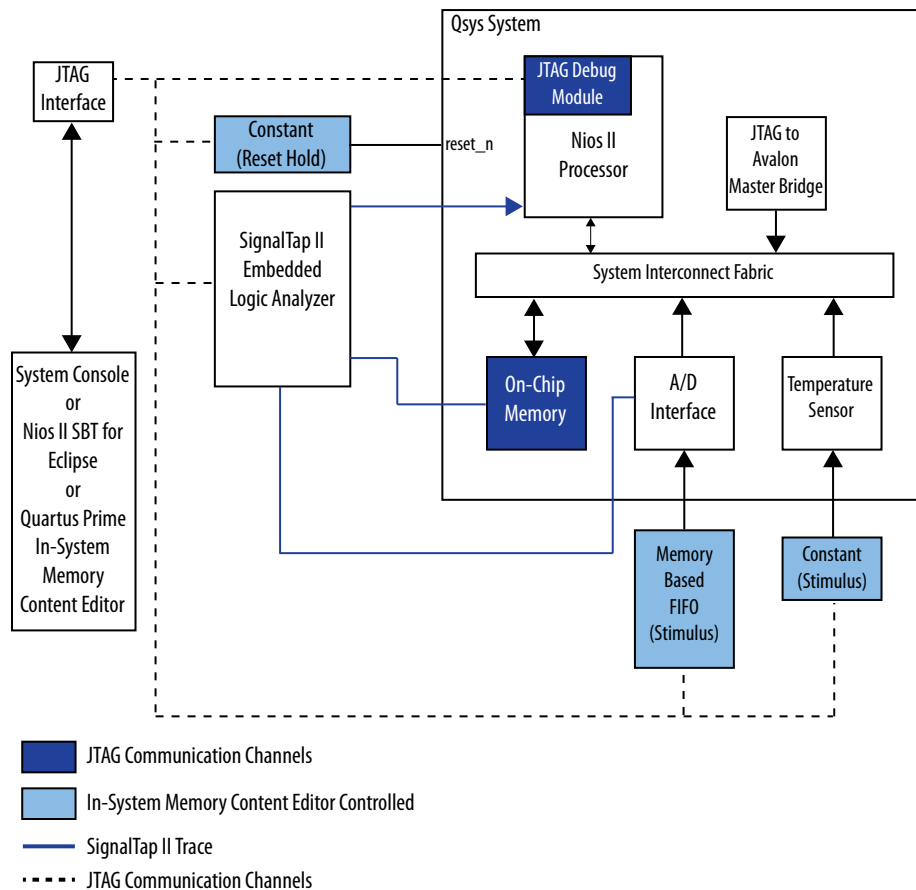 Qsys System
JTAG
Interface
JTAG Debug
Module
Nios II
Processor
Constant
(Reset Hold)
reset_n
JTAG to
Avalon
Master Bridge
SignalTap II
Embedded
Logic Analyzer
System Interconnect Fabric
System Console
or
Nios II SBT for
Eclipse
or
Quartus Prime
In-System
Memory
Content Editor
On-Chip
Memory
A/D
Interface
Temperature
Sensor
Memory
Based
FIFO
(Stimulus)
Constant
(Stimulus)
JTAG Communication Channels
In-System Memory Content Editor Controlled
SignalTap II Trace
JTAG Communication Channels